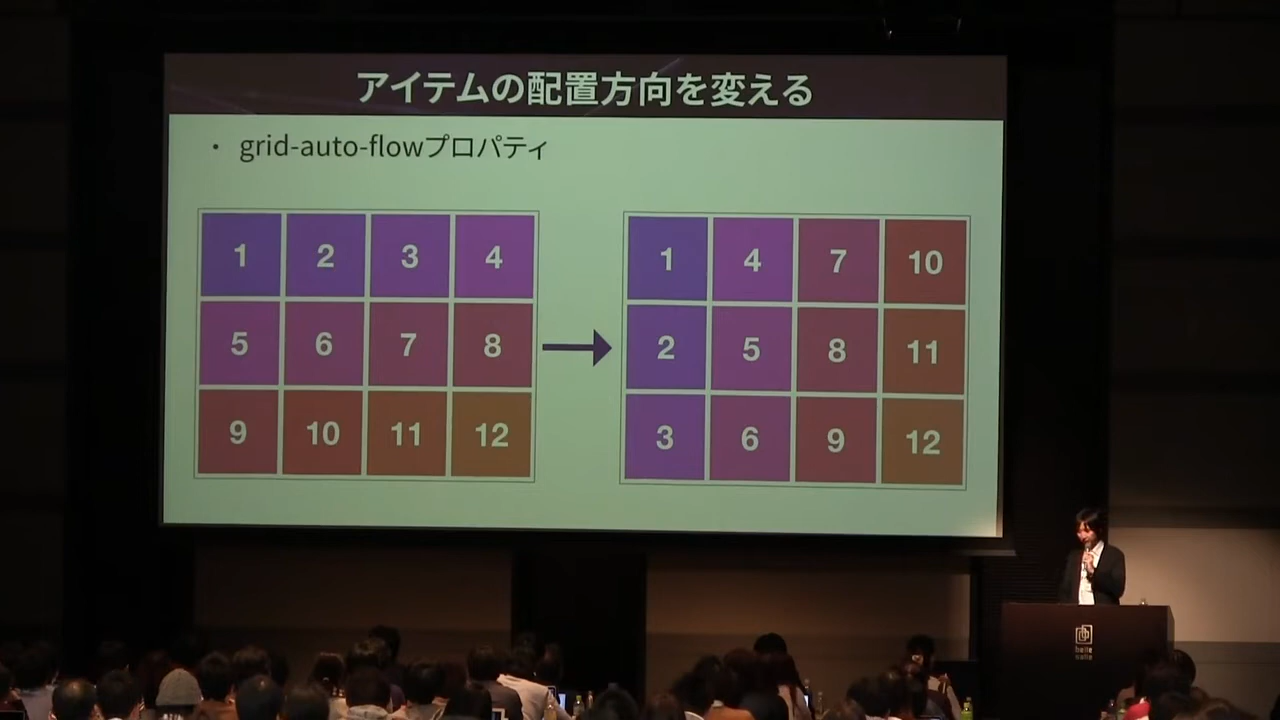 アイテムの配置方向を変える
・ grid-auto-flowプロパティ
1 2 3 4
5 6 7 8
9 10 11 12
1 4 7 10
2 5 8 11
3 6 9 12
belle
salle